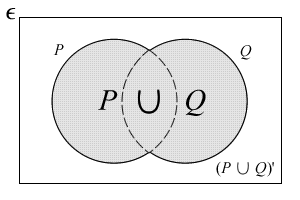 ϵ
P Q
P ∪ Q
(P ∪ Q)'